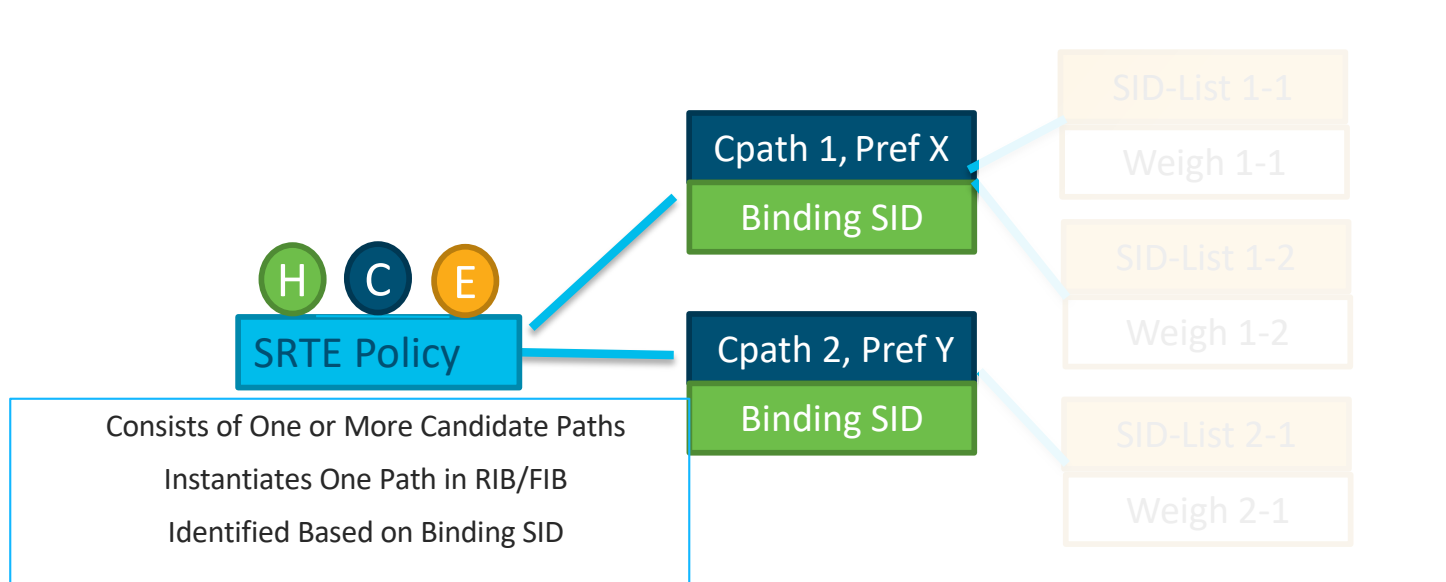 H C E
SRTE Policy
Consists of One or More Candidate Paths
Instantiates One Path in RIB/FIB
Identified Based on Binding SID
Cpath 1, Pref X
Binding SID
Cpath 2, Pref Y
Binding SID
SID-List 1-1
Weigh 1-1
SID-List 1-2
Weigh 1-2
SID-List 2-1
Weigh 2-1